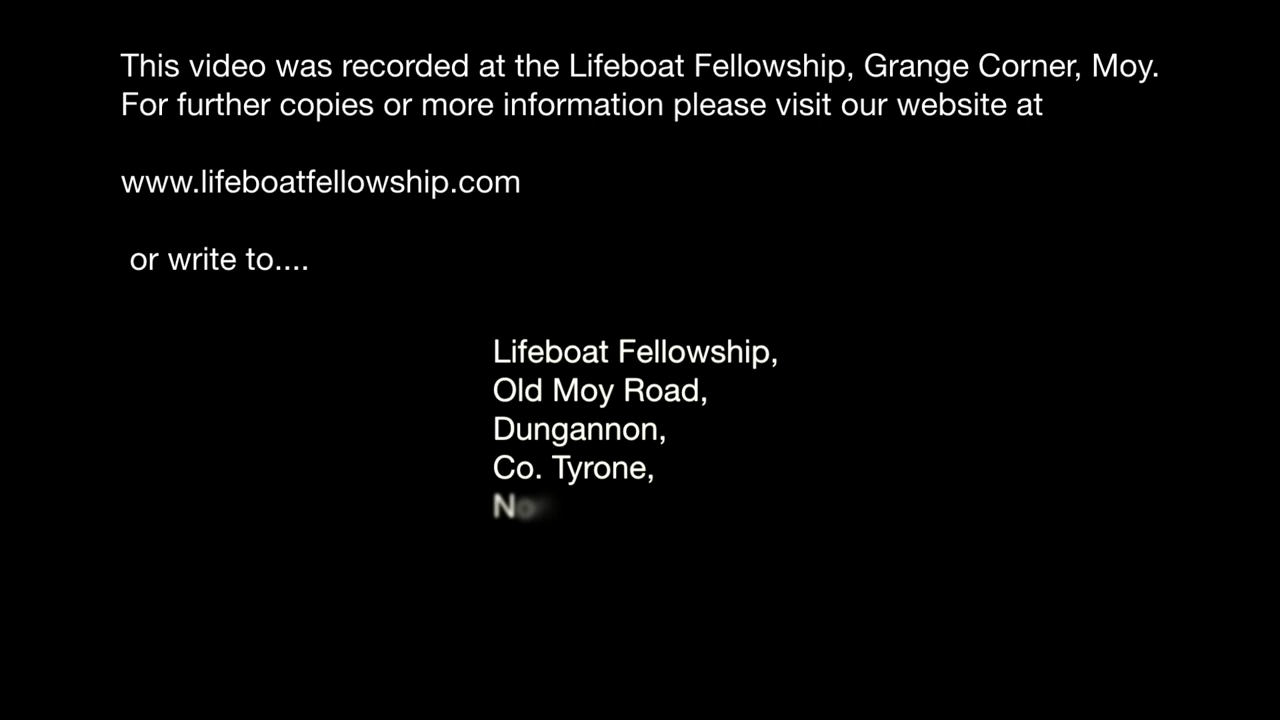 This video was recorded at the Lifeboat Fellowship, Grange Corner, Moy.
For further copies or more information please visit our website at
www.lifeboatfellowship.com
or write to....
Lifeboat Fellowship,
Old Moy Road,
Dungannon,
Co. Tyrone,